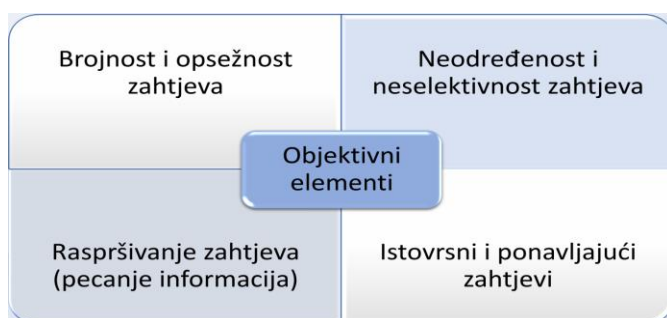 Brojnost i opsežnost
zahtjeva
Neodređenost i
neselektivnost zahtjeva
Objektivni
elementi
Raspršivanje zahtjeva
(pecanje informacija)
Istovrsni i ponavljajući
zahtjevi